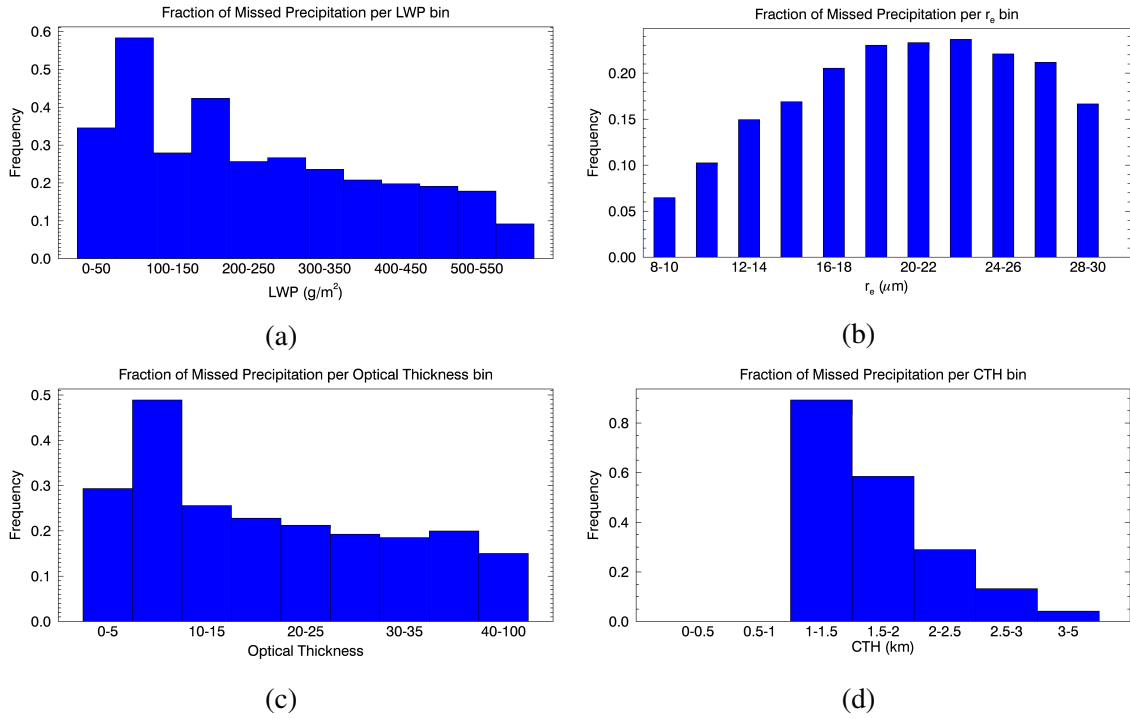 Fraction of Missed Precipitation per LWP bin
0.6
0.5
0.4
0.3
0.2
0.1
0.0
Frequency
0-50 100-150 200-250 300-350 400-450 500-550
LWP (g/m²)
(a)
Fraction of Missed Precipitation per rₑ bin
0.20
0.15
0.10
0.05
0.00
Frequency
8-10 12-14 16-18 20-22 24-26 28-30
rₑ (μm)
(b)
Fraction of Missed Precipitation per Optical Thickness bin
0.5
0.4
0.3
0.2
0.1
0.0
Frequency
0-5 10-15 20-25 30-35 40-100
Optical Thickness
(c)
Fraction of Missed Precipitation per CTH bin
0.8
0.6
0.4
0.2
0.0
Frequency
0-0.5 0.5-1 1-1.5 1.5-2 2-2.5 2.5-3 3-5
CTH (km)
(d)